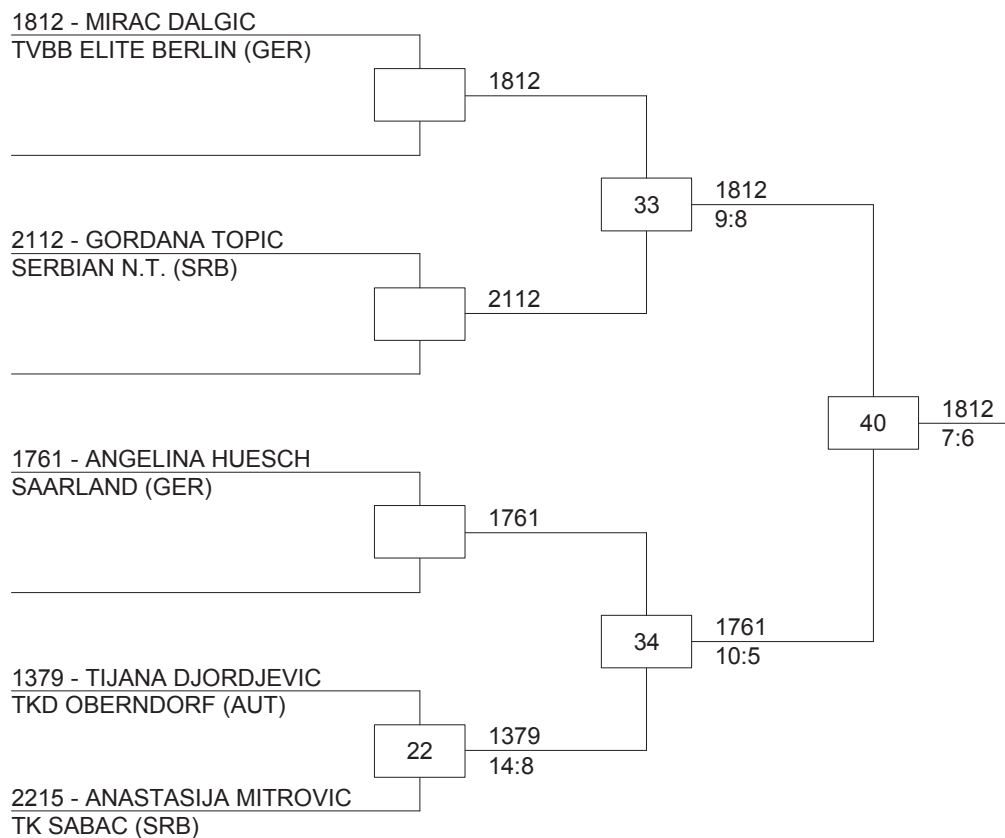 1812 - MIRAC DALGIC
TVBB ELITE BERLIN (GER)
1812
33
1812
9:8
2112 - GORDANA TOPIC
SERBIAN N.T. (SRB)
2112
40
1812
7:6
1761 - ANGELINA HUESCH
SAARLAND (GER)
1761
34
1761
10:5
1379 - TIJANA DJORDJEVIC
TKD OBERNDORF (AUT)
22
1379
14:8
2215 - ANASTASIJA MITROVIC
TK SABAC (SRB)